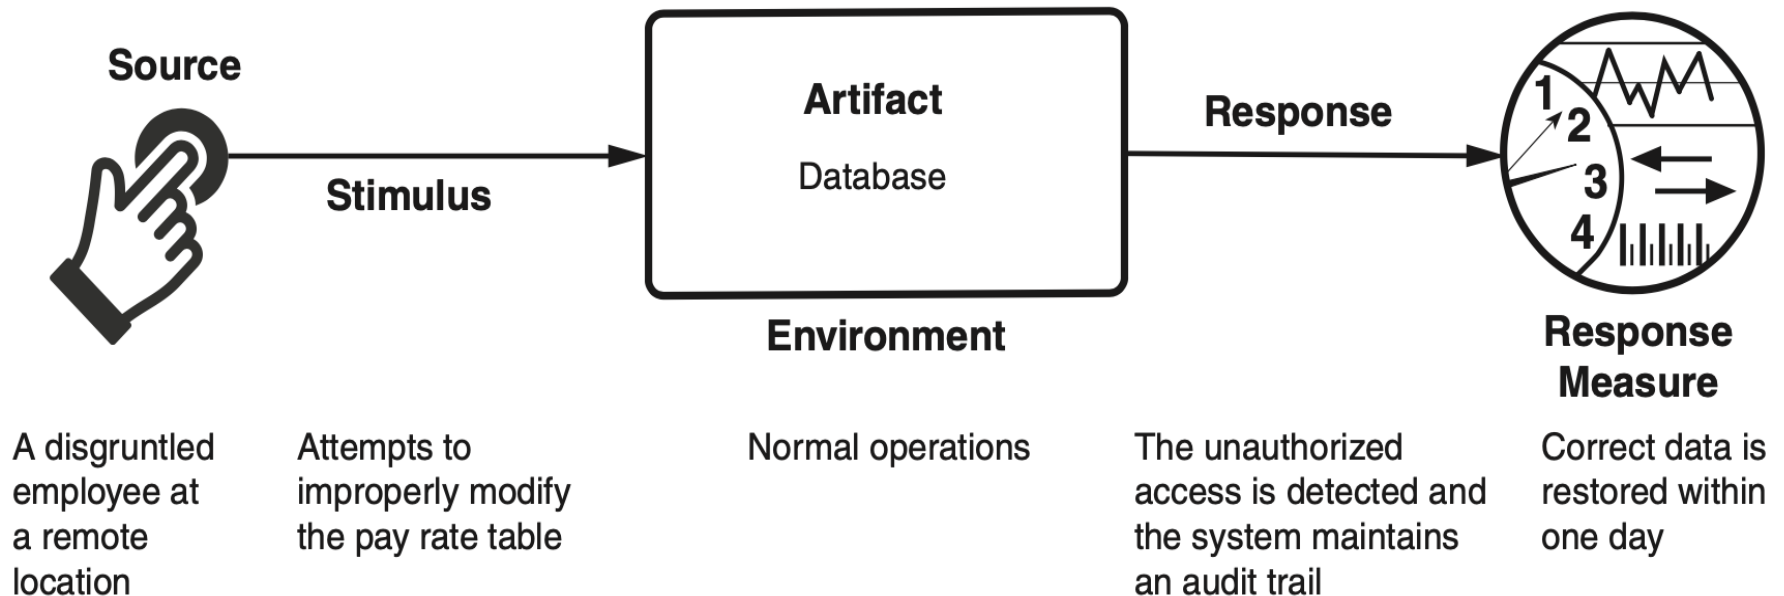 Source
Stimulus
Artifact
Database
Environment
Response
1
2
3
4
Response
Measure
A disgruntled
employee at
a remote
location
Attempts to
improperly modify
the pay rate table
Normal operations
The unauthorized
access is detected and
the system maintains
an audit trail
Correct data is
restored within
one day